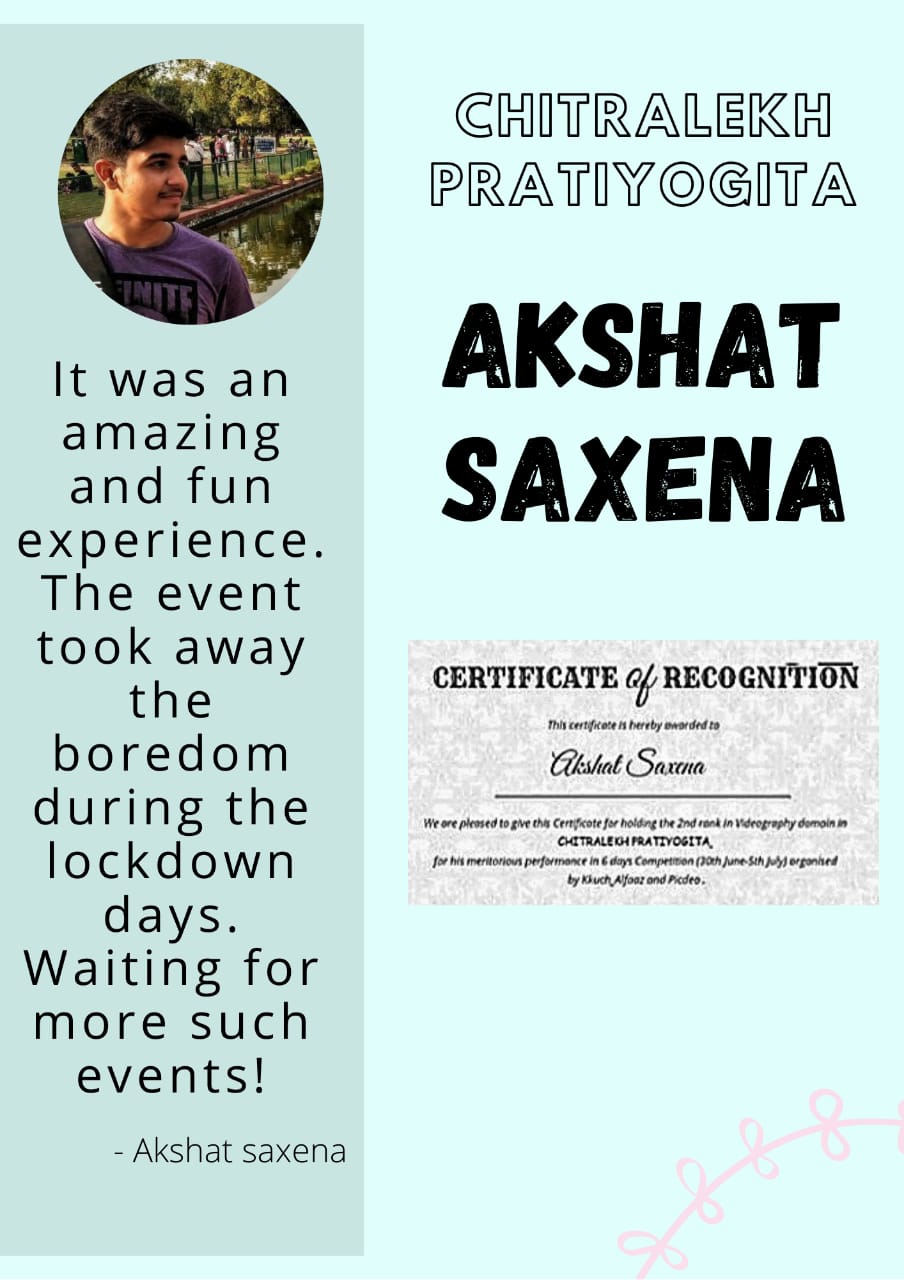 It was an
amazing
and fun
experience.
The event
took away
the
boredom
during the
lockdown
days.
Waiting for
more such
events!
- Akshat saxena
CHITRALEKH
PRATIYOGITA
AKSHAT
SAXENA
CERTIFICATE of RECOGNITION
This certificate is hereby awarded to
Akshat Saxena
We are pleased to give this Certificate for holding the 2nd rank in Videography domain in
CHITRALEKH PRATIYOGITA,
for his meritorious performance in 6 days Competition (30th June-5th July) organised
by Kkuch_Alfaaz and Picdeo.